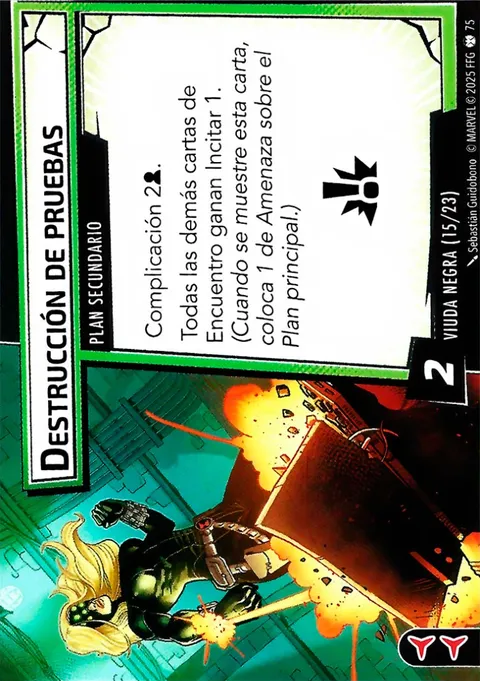 DESTRUCCIÓN DE PRUEBAS
PLAN SECUNDARIO
Complicación 2.
Todas las demás cartas de
Encuentro ganan Incitar 1.
(Cuando se muestre esta carta,
coloca 1 de Amenaza sobre el
Plan principal.)
2
VIUDA NEGRA (15/23)
Sebastián Guidobono © MARVEL © 2025 FFG 75